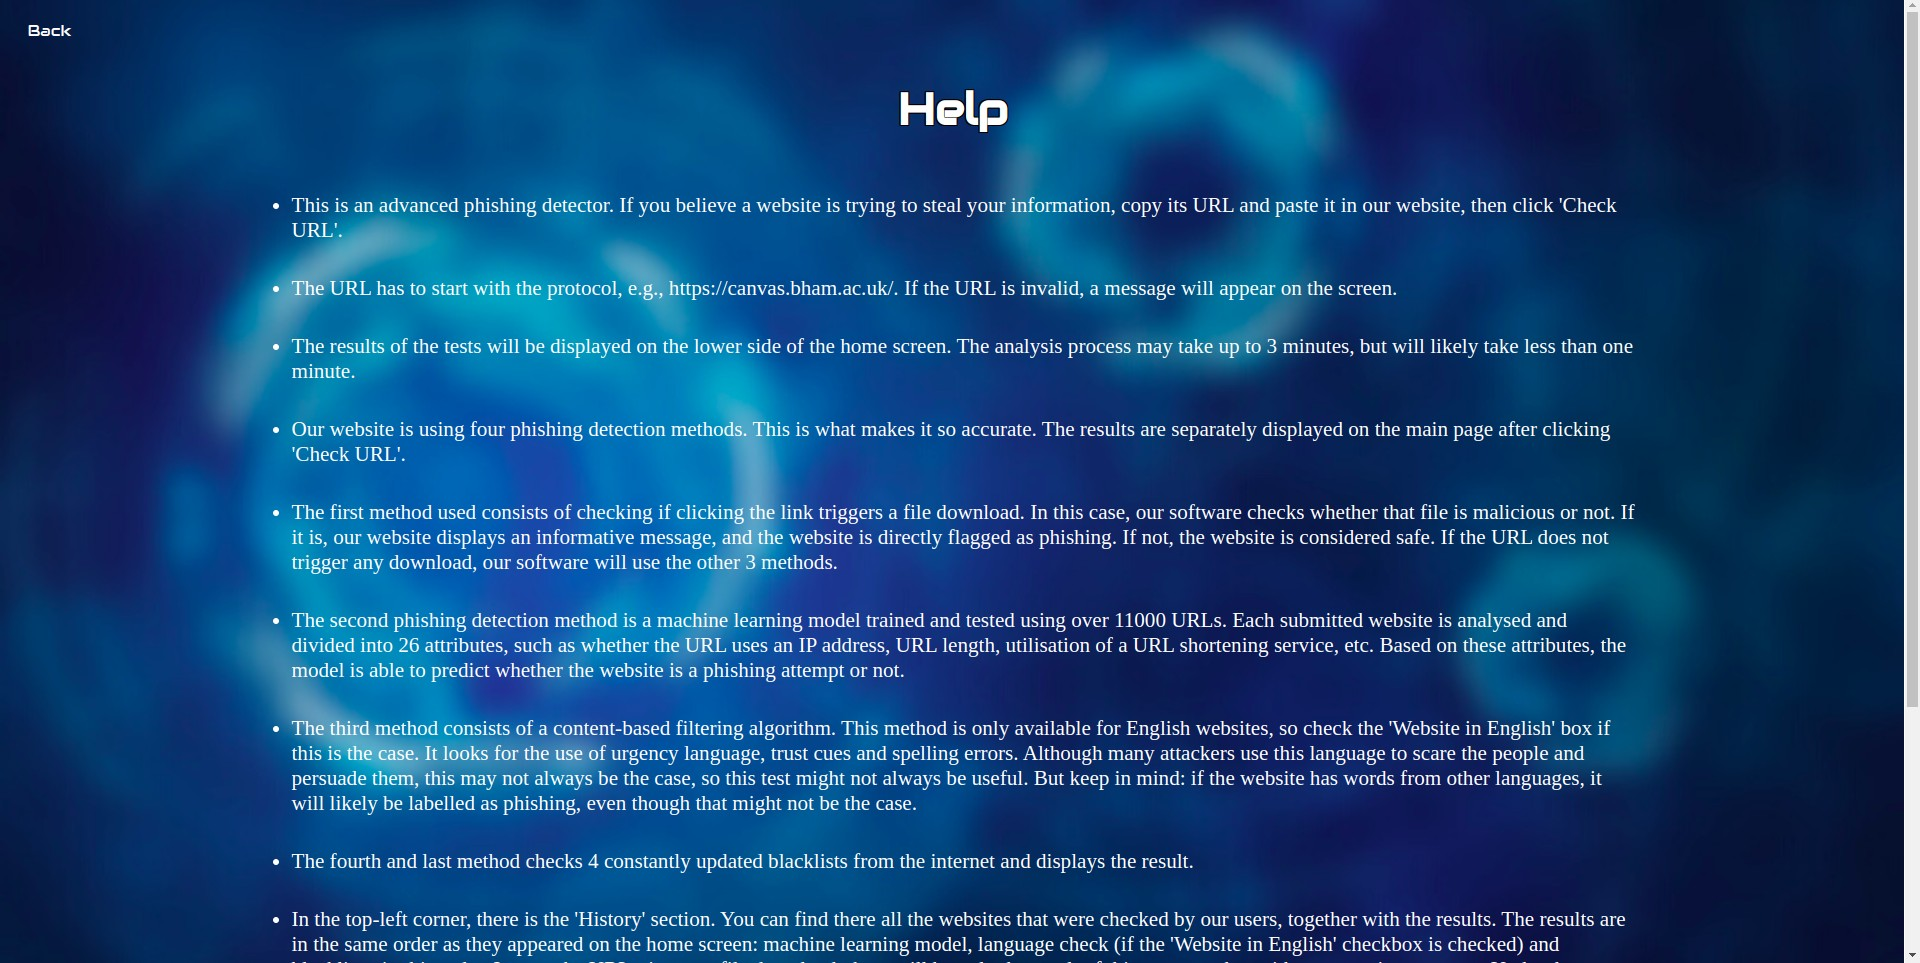 Back
Help
• This is an advanced phishing detector. If you believe a website is trying to steal your information, copy its URL and paste it in our website, then click 'Check
URL'.
• The URL has to start with the protocol, e.g., https://canvas.bham.ac.uk/. If the URL is invalid, a message will appear on the screen.
• The results of the tests will be displayed on the lower side of the home screen. The analysis process may take up to 3 minutes, but will likely take less than one
minute.
• Our website is using four phishing detection methods. This is what makes it so accurate. The results are separately displayed on the main page after clicking
'Check URL'.
• The first method used consists of checking if clicking the link triggers a file download. In this case, our software checks whether that file is malicious or not. If
it is, our website displays an informative message, and the website is directly flagged as phishing. If not, the website is considered safe. If the URL does not
trigger any download, our software will use the other 3 methods.
• The second phishing detection method is a machine learning model trained and tested using over 11000 URLs. Each submitted website is analysed and
divided into 26 attributes, such as whether the URL uses an IP address, URL length, utilisation of a URL shortening service, etc. Based on these attributes, the
model is able to predict whether the website is a phishing attempt or not.
• The third method consists of a content-based filtering algorithm. This method is only available for English websites, so check the 'Website in English' box if
this is the case. It looks for the use of urgency language, trust cues and spelling errors. Although many attackers use this language to scare the people and
persuade them, this may not always be the case, so this test might not always be useful. But keep in mind: if the website has words from other languages, it
will likely be labelled as phishing, even though that might not be the case.
• The fourth and last method checks 4 constantly updated blacklists from the internet and displays the result.
• In the top-left corner, there is the 'History' section. You can find there all the websites that were checked by our users, together with the results. The results are
in the same order as they appeared on the home screen: machine learning model, language check (if the 'Website in English' checkbox is checked) and